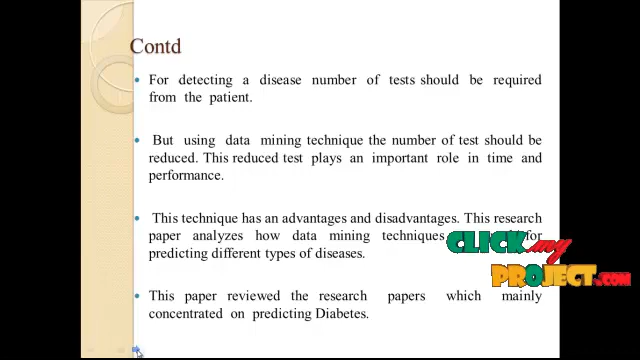 Contd
For detecting a disease number of tests should be required
from the patient.
But using data mining technique the number of test should be
reduced. This reduced test plays an important role in time and
performance.
This technique has an advantages and disadvantages. This research
paper analyzes how data mining techniques for
predicting different types of diseases.
This paper reviewed the research papers which mainly
concentrated on predicting Diabetes.
CLICK my
PROJECT.COM